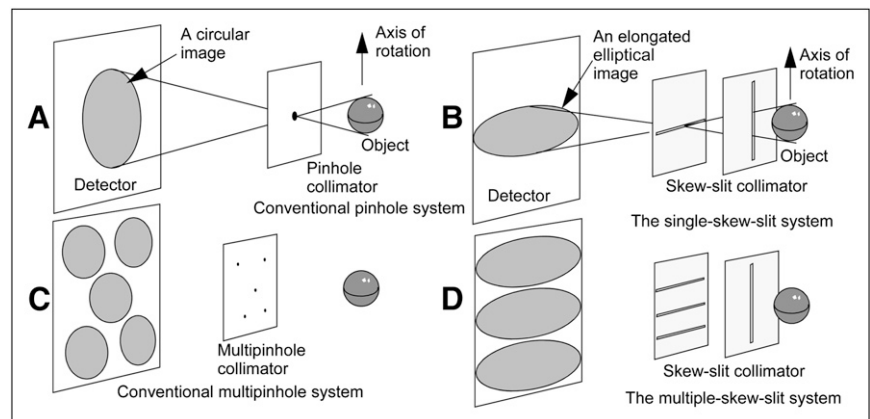 A
A circular
image
Axis of
rotation
Object
Detector
Pinhole
collimator
Conventional pinhole system
B
An elongated
elliptical
image
Axis of
rotation
Object
Detector
Skew-slit collimator
The single-skew-slit system
C
Multipinhole
collimator
Conventional multipinhole system
D
Skew-slit collimator
The multiple-skew-slit system